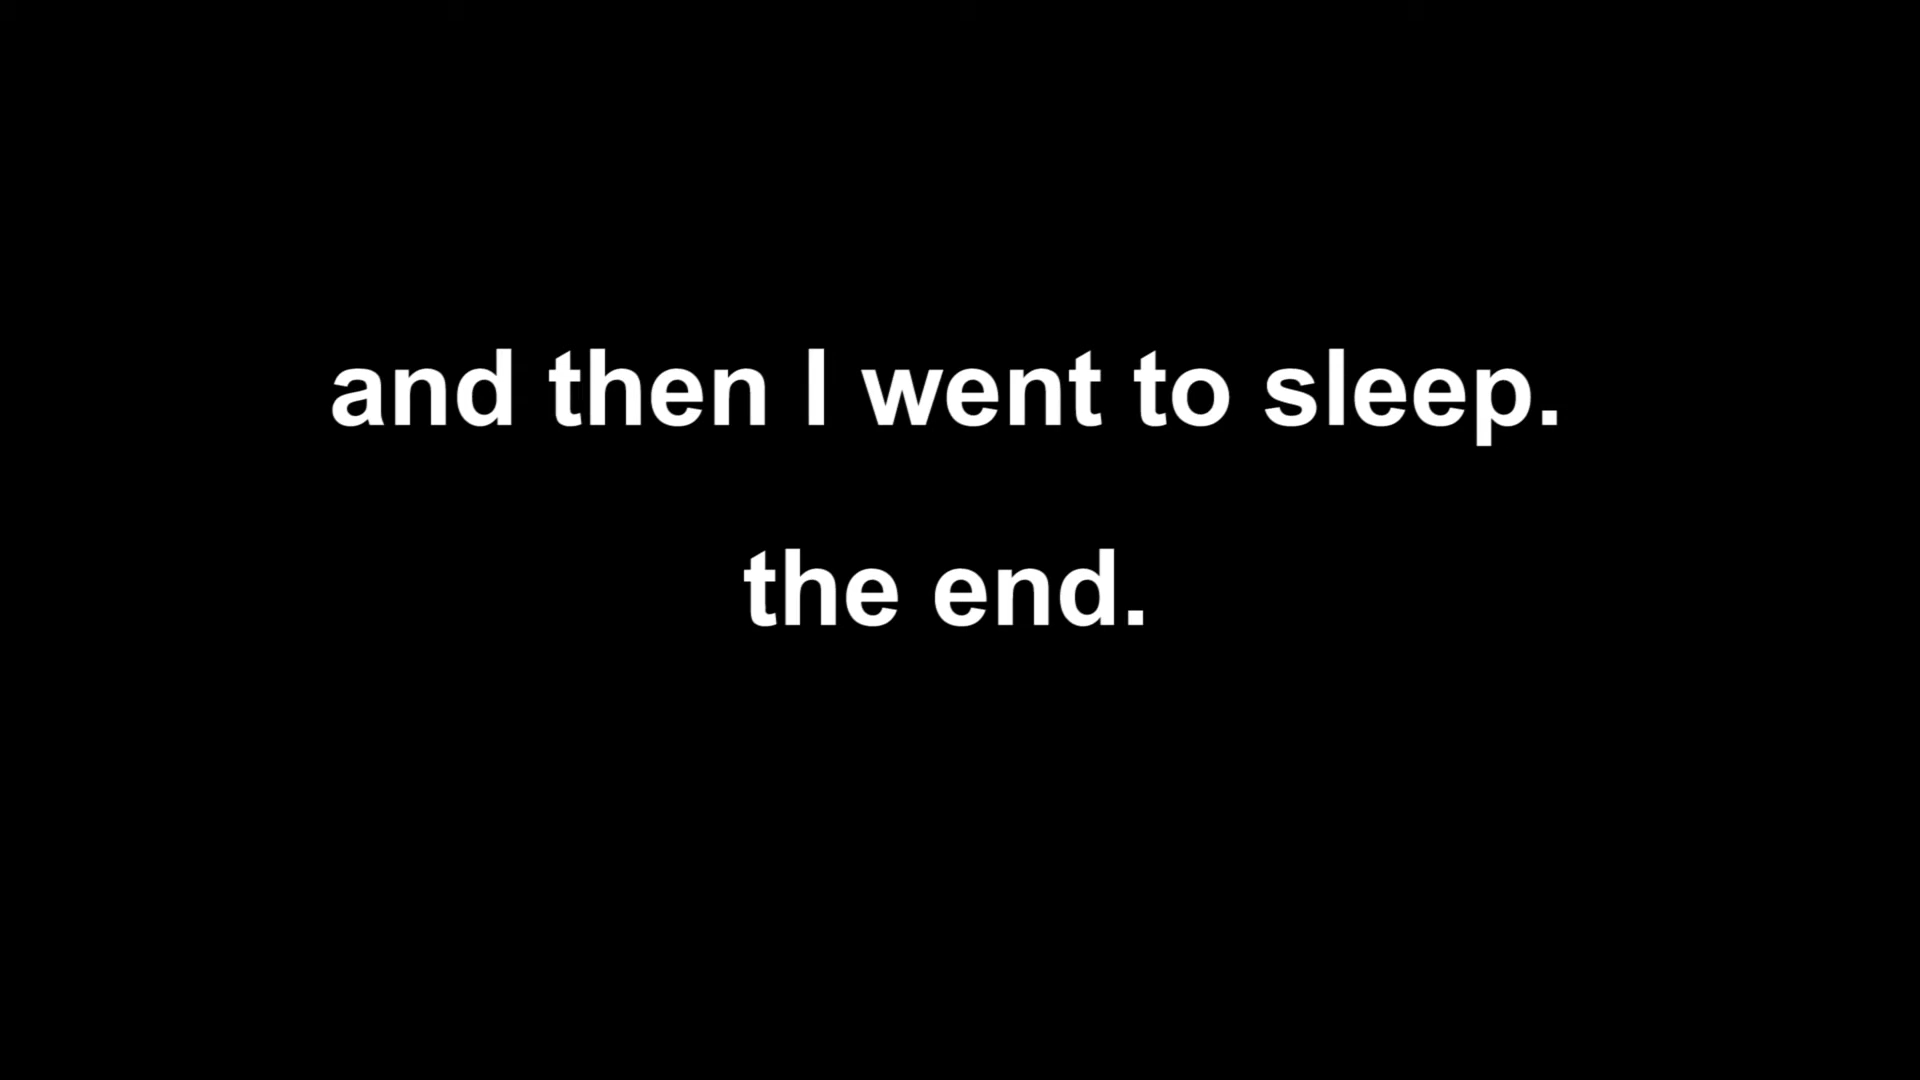 and then I went to sleep.
the end.